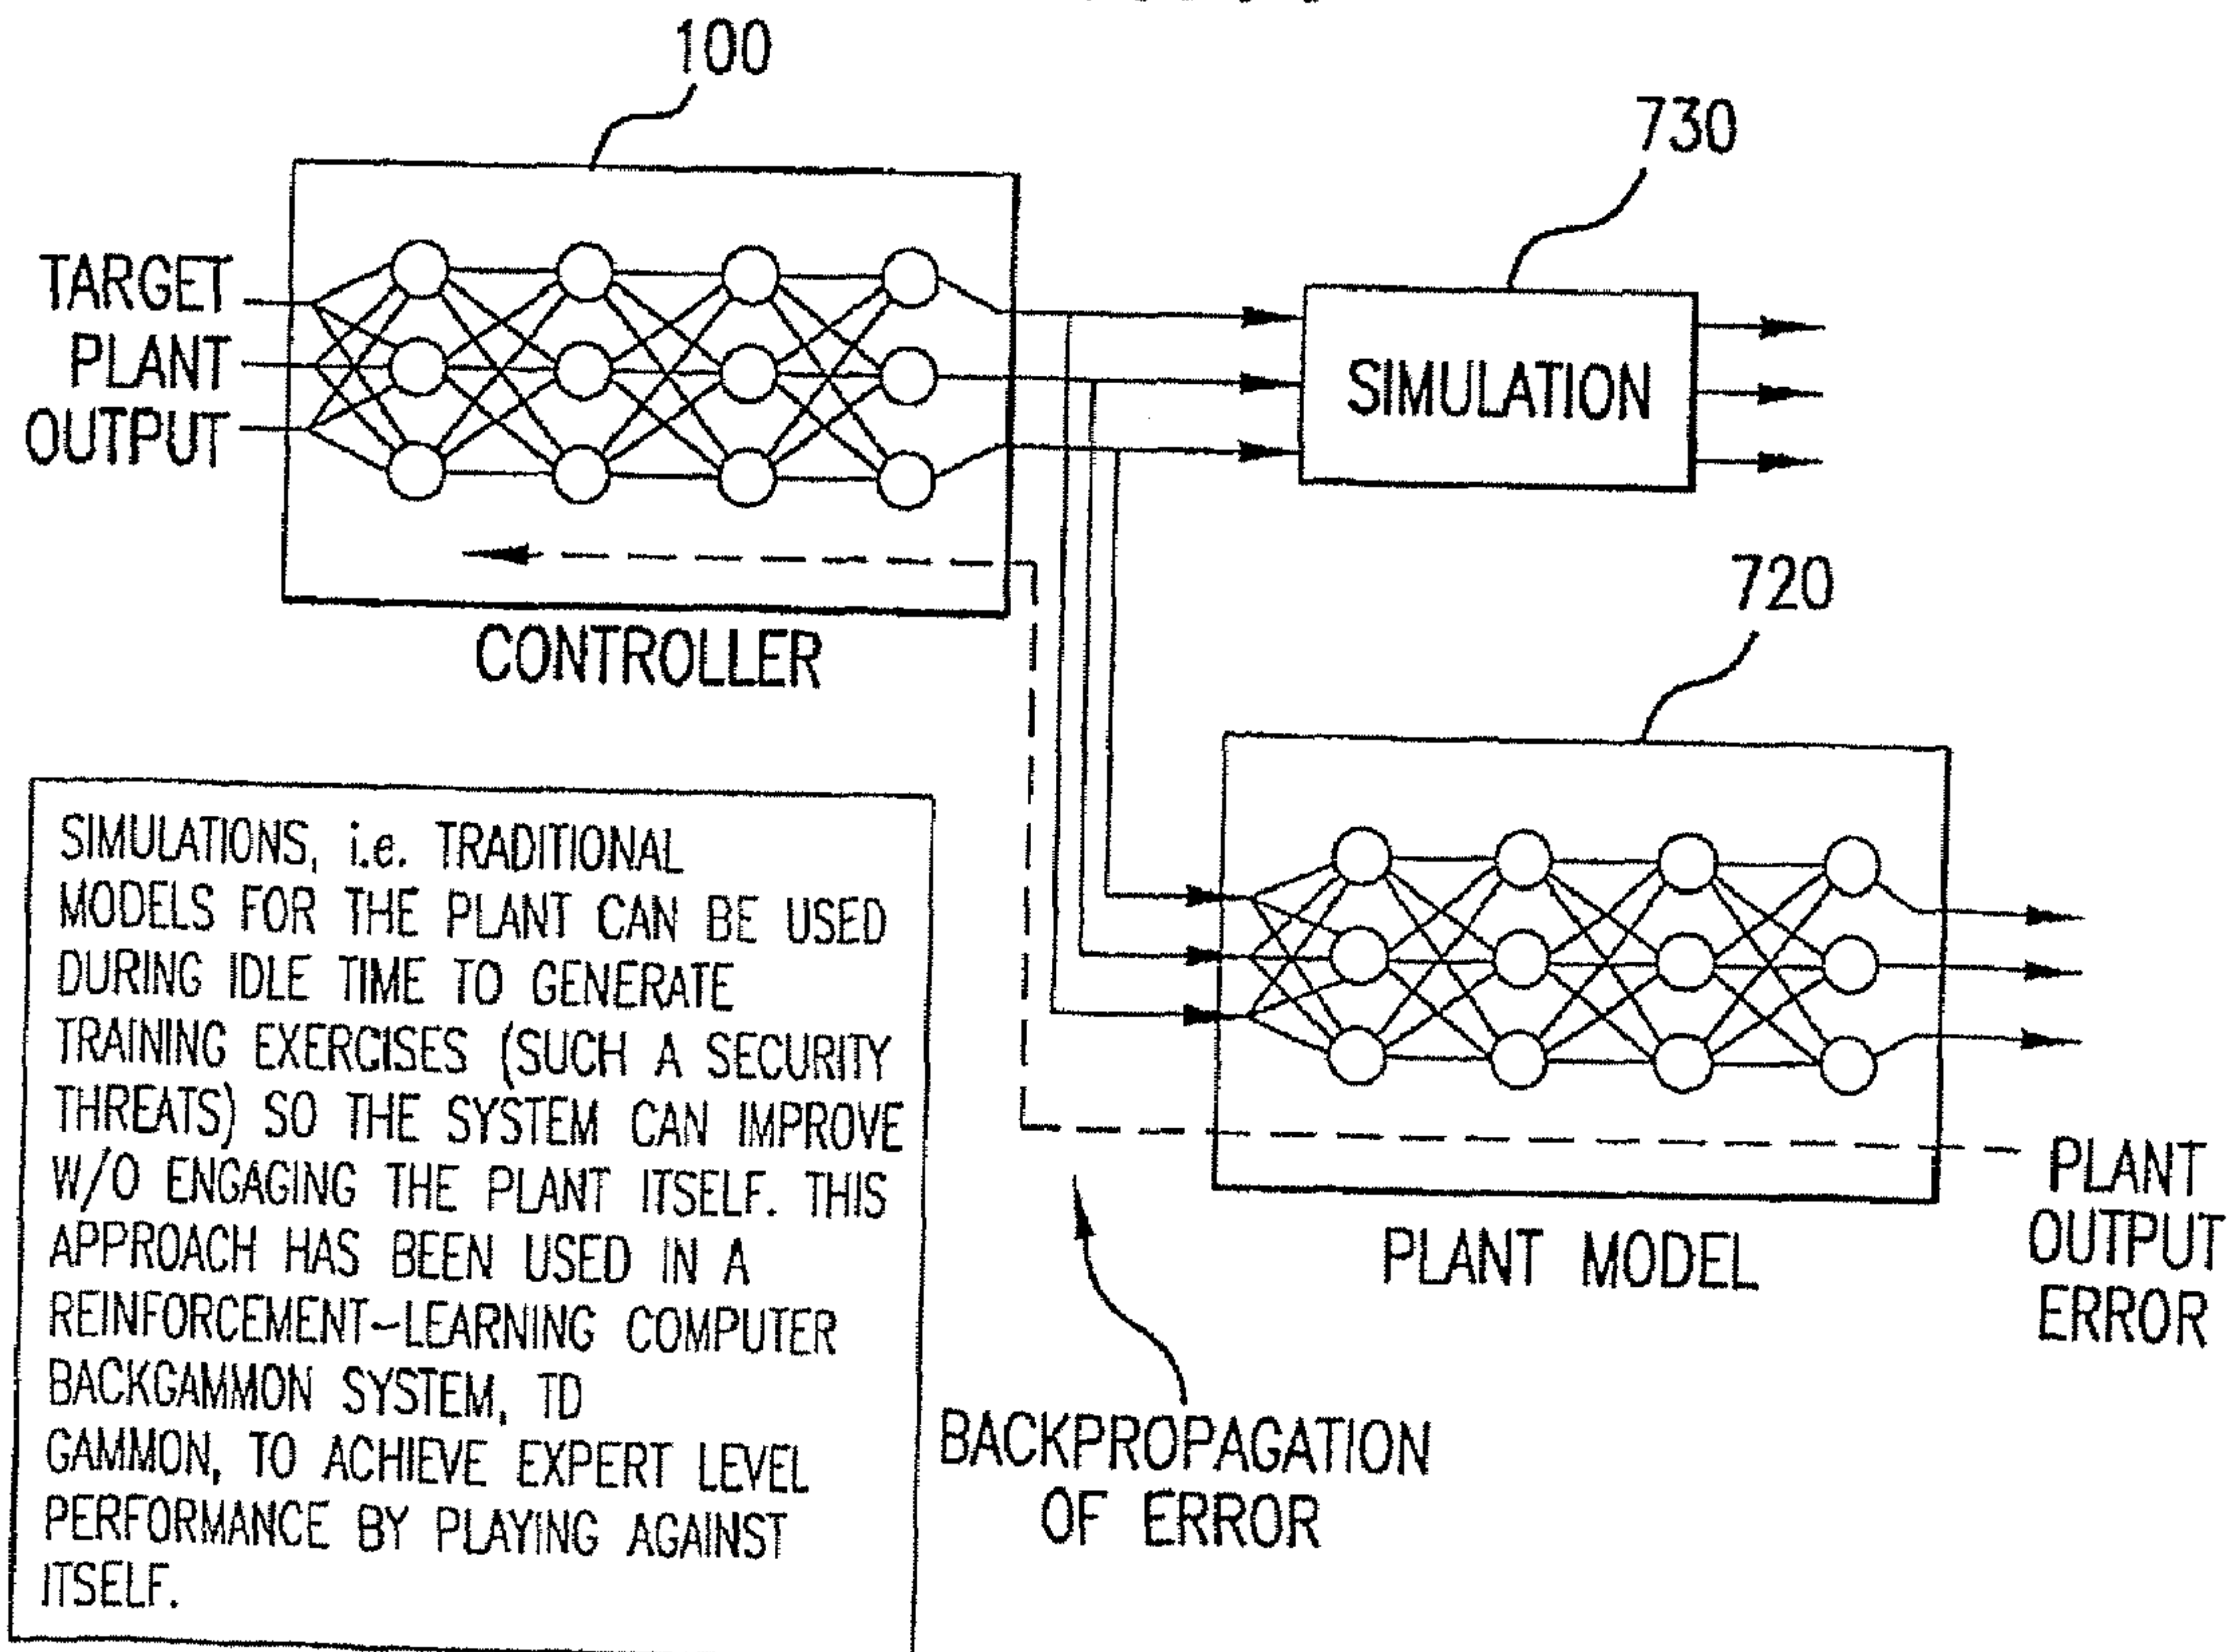 100
730
TARGET
PLANT
OUTPUT
SIMULATION
CONTROLLER
720
SIMULATIONS, i.e. TRADITIONAL
MODELS FOR THE PLANT CAN BE USED
DURING IDLE TIME TO GENERATE
TRAINING EXERCISES (SUCH A SECURITY
THREATS) SO THE SYSTEM CAN IMPROVE
W/O ENGAGING THE PLANT ITSELF. THIS
APPROACH HAS BEEN USED IN A
REINFORCEMENT-LEARNING COMPUTER
BACKGAMMON SYSTEM, TD
GAMMON, TO ACHIEVE EXPERT LEVEL
PERFORMANCE BY PLAYING AGAINST
ITSELF.
PLANT MODEL
PLANT
OUTPUT
ERROR
BACKPROPAGATION
OF ERROR